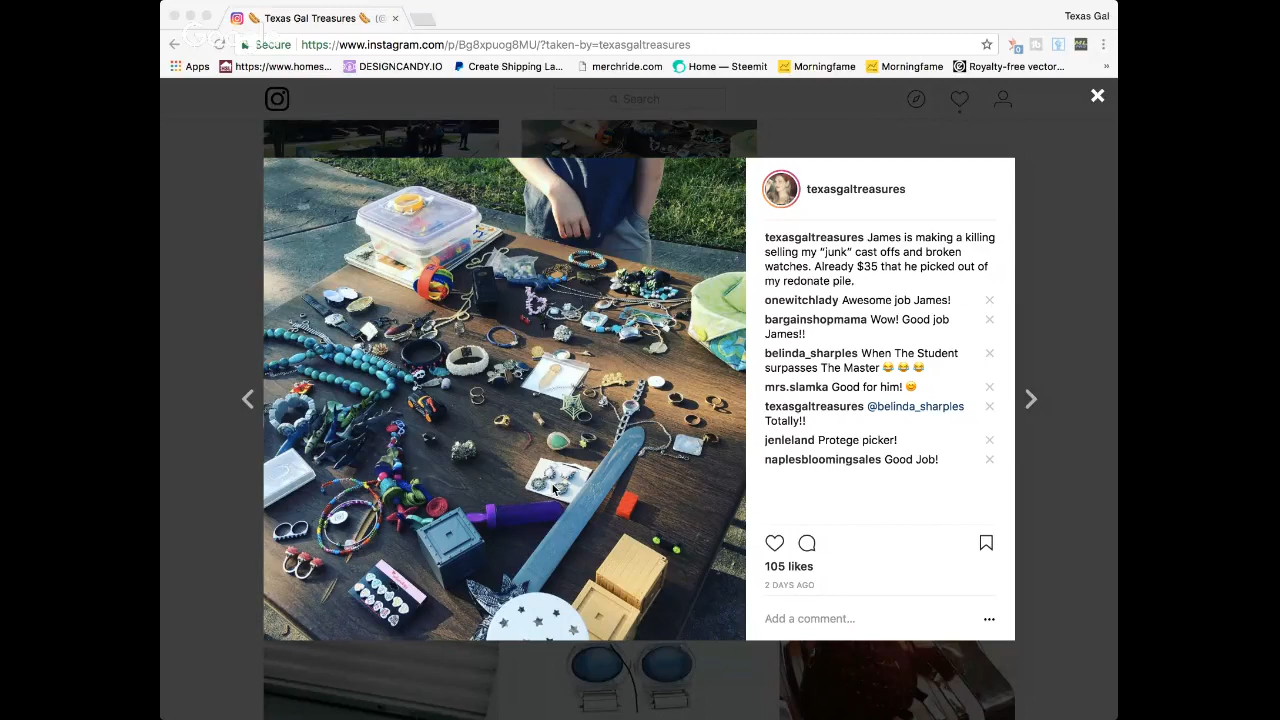 Texas Gal Treasures
Texas Gal
Google
Secure https://www.instagram.com/p/Bg8xpuog8MU/?taken-by=texasgaltreasures
Apps https://www.homes... DESIGNCANDY.IO Create Shipping La... merchride.com Home — Steemit Morningfame Morningfame Royalty-free vector... »
Search
texasgaltreasures
texasgaltreasures James is making a killing
selling my “junk” cast offs and broken
watches. Already $35 that he picked out of
my redonate pile.
onewitchlady Awesome job James!
bargainshopmama Wow! Good job
James!!
belinda_sharples When The Student
surpasses The Master 😂 😂 😂
mrs.slamka Good for him! 😊
texasgaltreasures @belinda_sharples
Totally!!
jenleland Protege picker!
naplesbloomingsales Good Job!
105 likes
2 DAYS AGO
Add a comment...